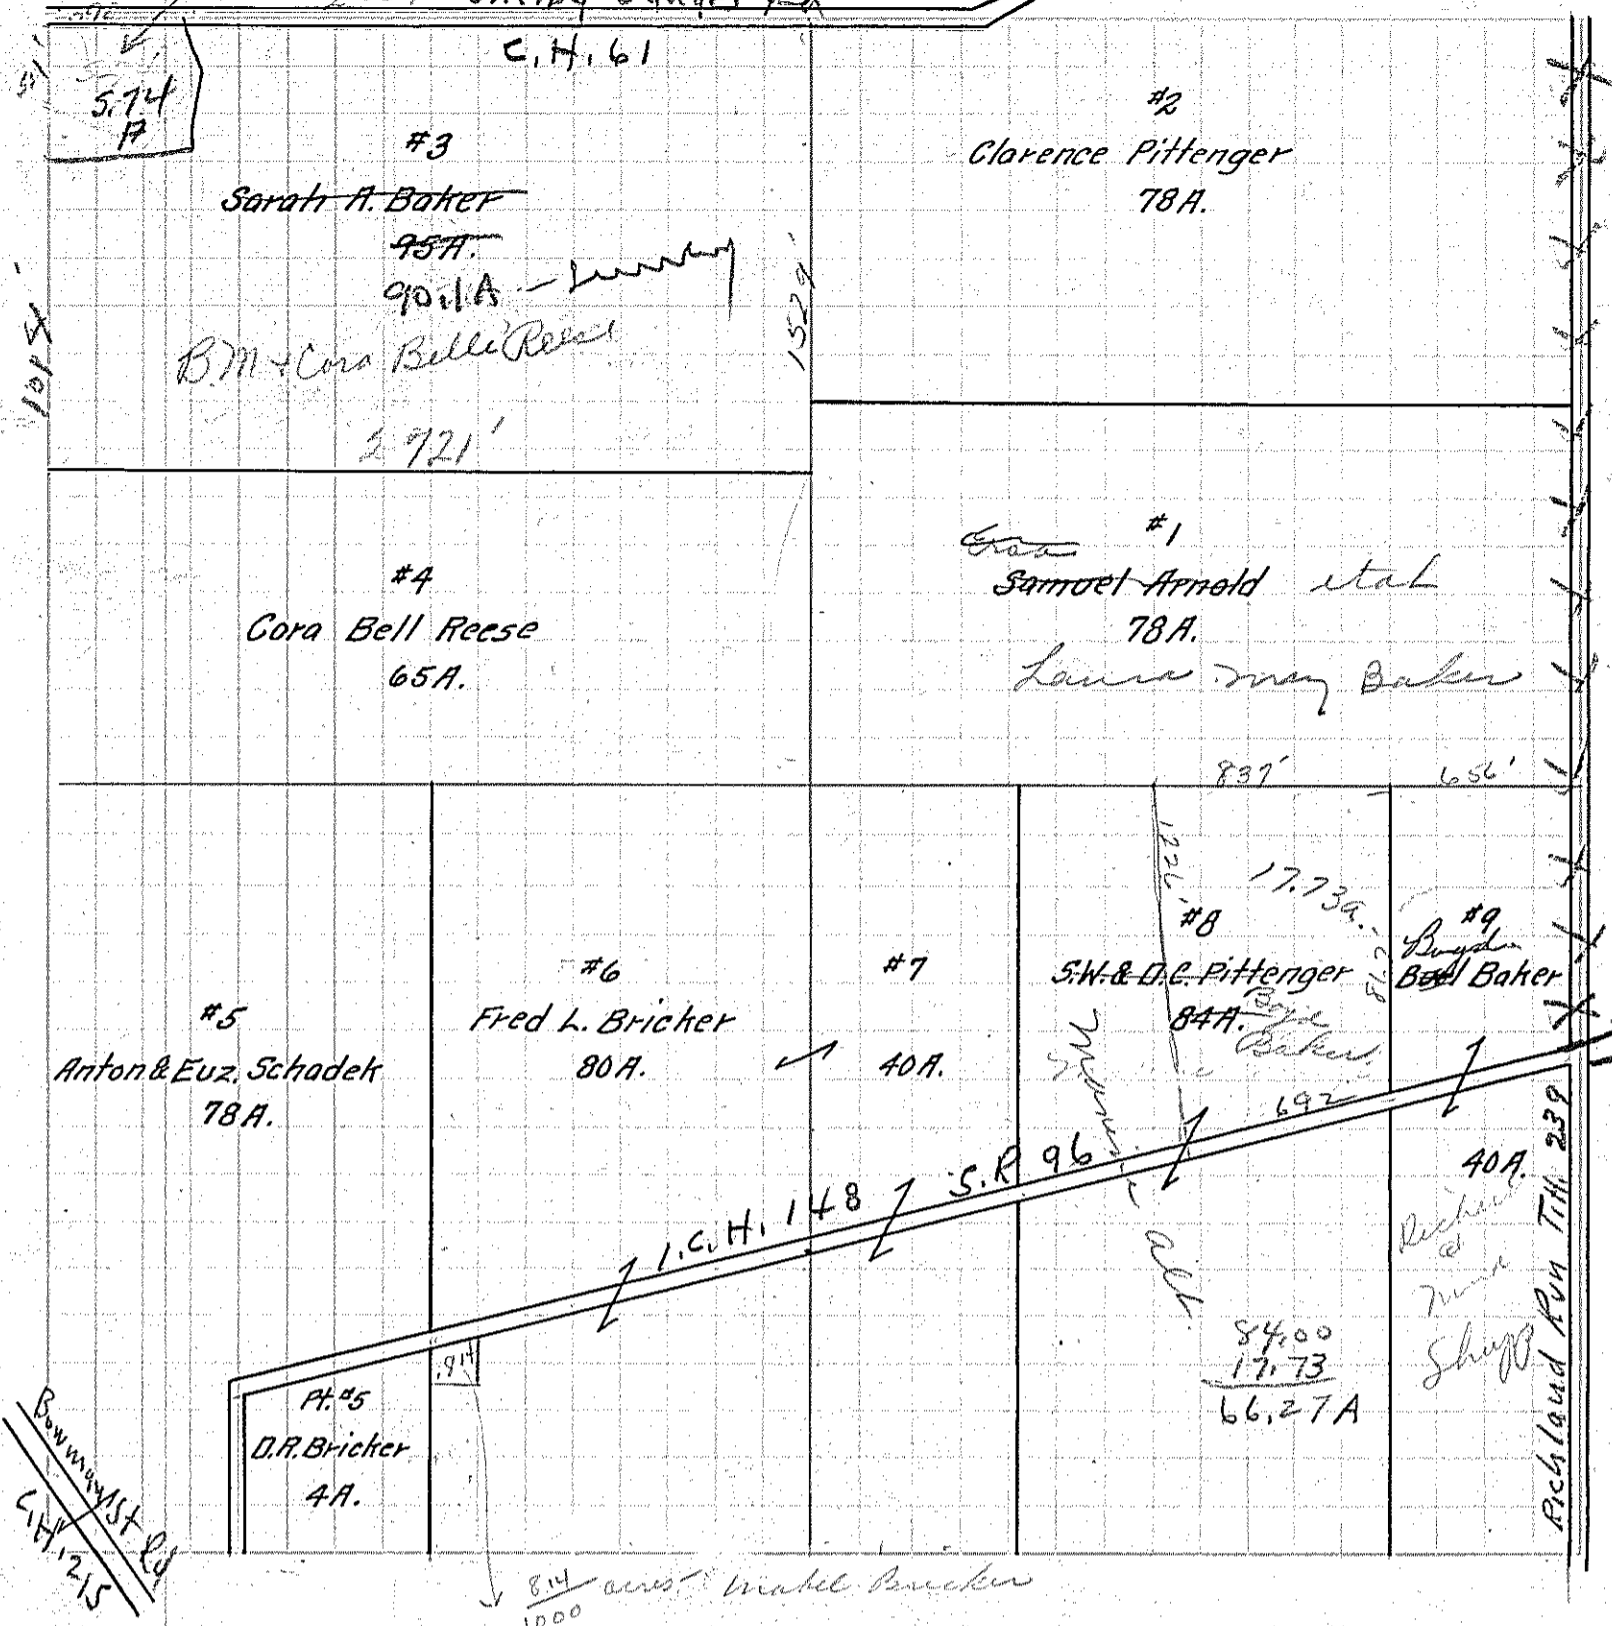 C.H. 61
5.74
A
#3
Sarah A. Baker
95A.
90.1A -
B.M + Cora Belle Reese
2721'
1529'
#2
Clarence Pittenger
78A.
#4
Cora Bell Reese
65A.
#1
Samuel Arnold etal
78A.
Laura May Baker
837' 656'
1226'
17.73a.
812
#5
Anton & Euz. Schadek
78A.
#6
Fred L. Bricker
80A.
#7
40A.
#8
S.W. & D.C. Pittenger
84A.
Baker
692
#9
Baker
40A.
Shupp
I.C.H. 148 S.R 96
84.00
17.73
66.27A
Richland Run T.H. 239
.814
Pt. #5
D.R. Bricker
4A.
Bowman St Rd
C.H. 215
814/1000 acres Mabel Bricker